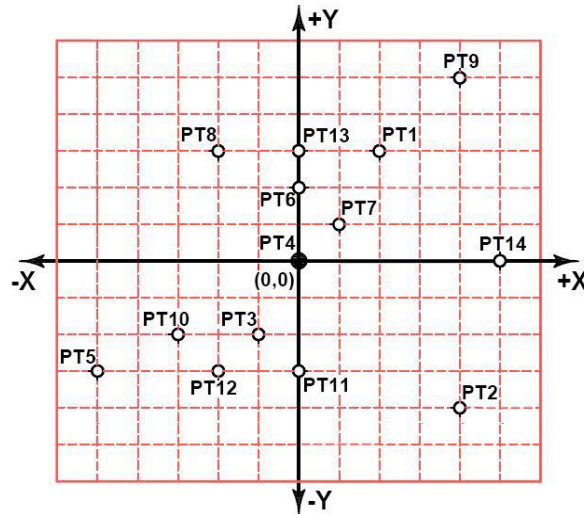 +Y
PT9
PT8
PT13
PT1
PT6
PT7
PT4
PT14
-X
(0,0)
+X
PT10
PT3
PT5
PT12
PT11
PT2
-Y